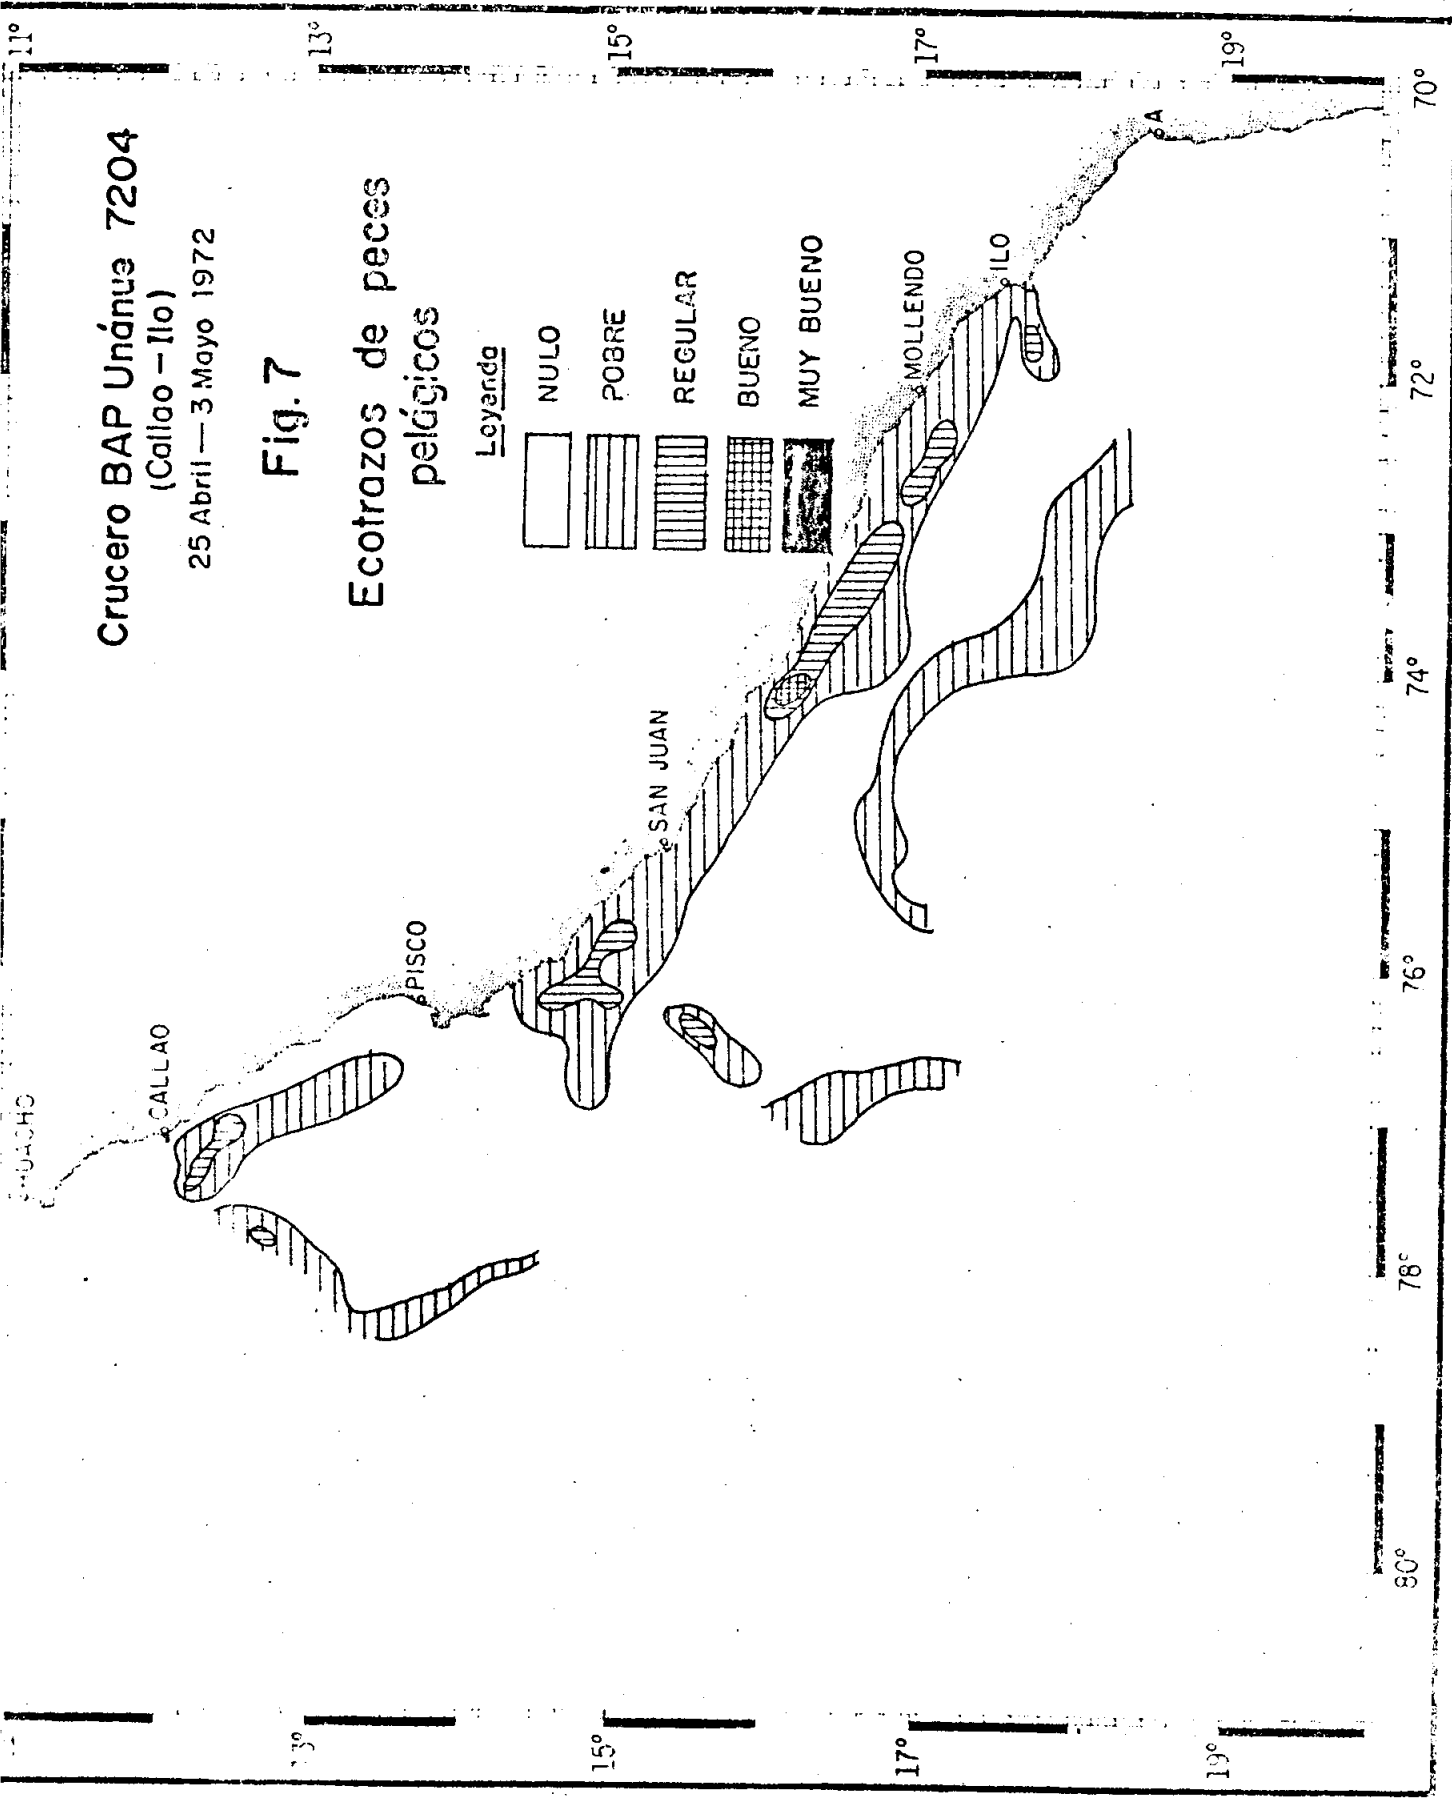 Crucero BAP Unánue 7204
(Callao – Ilo)
25 Abril — 3 Mayo 1972
Fig. 7
Ecotrazos de peces
pelágicos
Leyenda
NULO
POBRE
REGULAR
BUENO
MUY BUENO
HUACHO
CALLAO
PISCO
SAN JUAN
MOLLENDO
ILO
A
11°
13°
15°
17°
19°
13°
15°
17°
19°
80°
78°
76°
74°
72°
70°